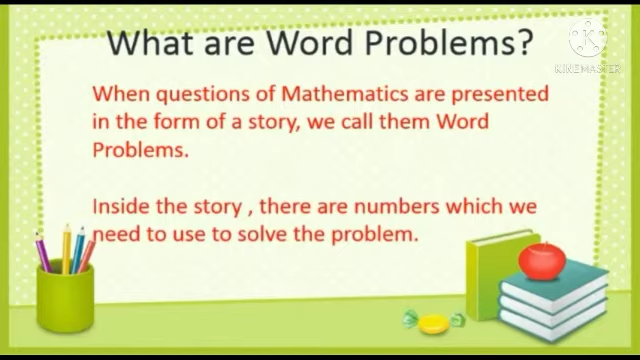 What are Word Problems?
KINEMASTER
When questions of Mathematics are presented
in the form of a story, we call them Word
Problems.
Inside the story , there are numbers which we
need to use to solve the problem.